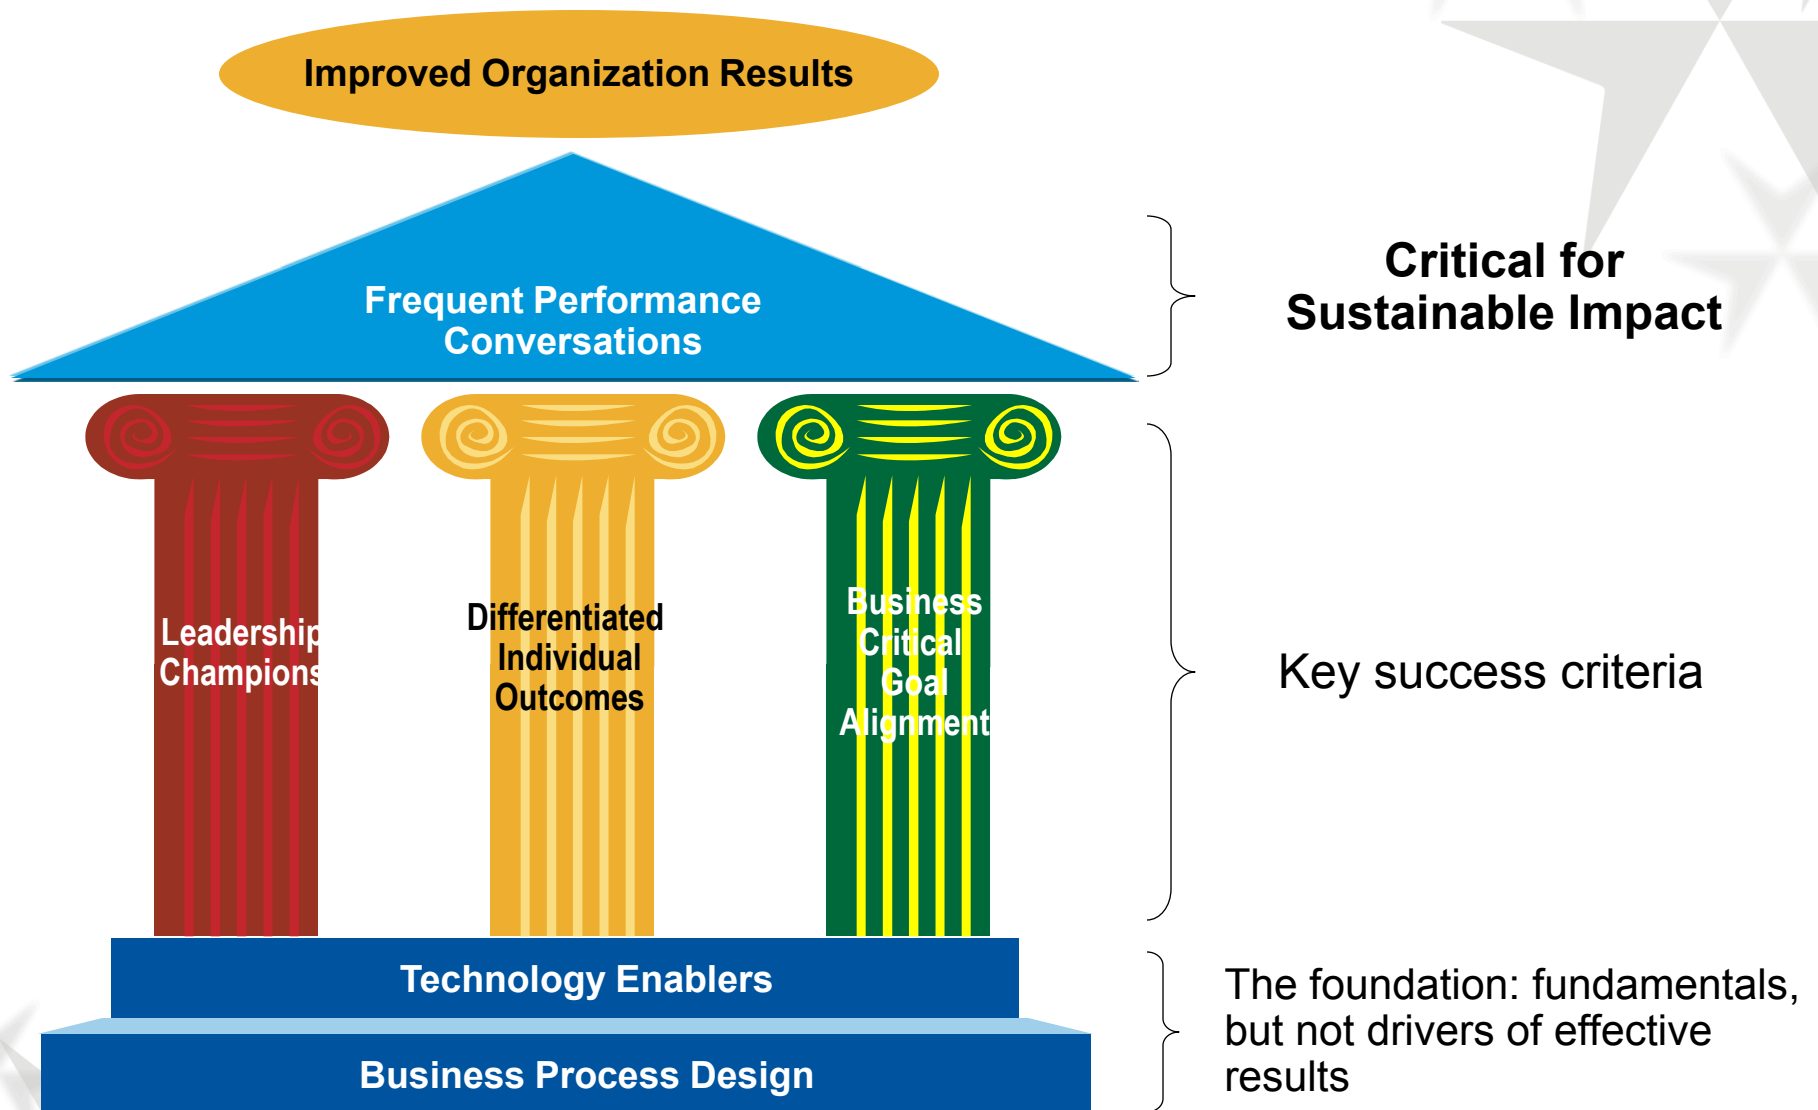 Improved Organization Results
Frequent Performance
Conversations
Critical for
Sustainable Impact
Leadership
Champions
Differentiated
Individual
Outcomes
Business
Critical
Goal
Alignment
Key success criteria
Technology Enablers
Business Process Design
The foundation: fundamentals,
but not drivers of effective
results